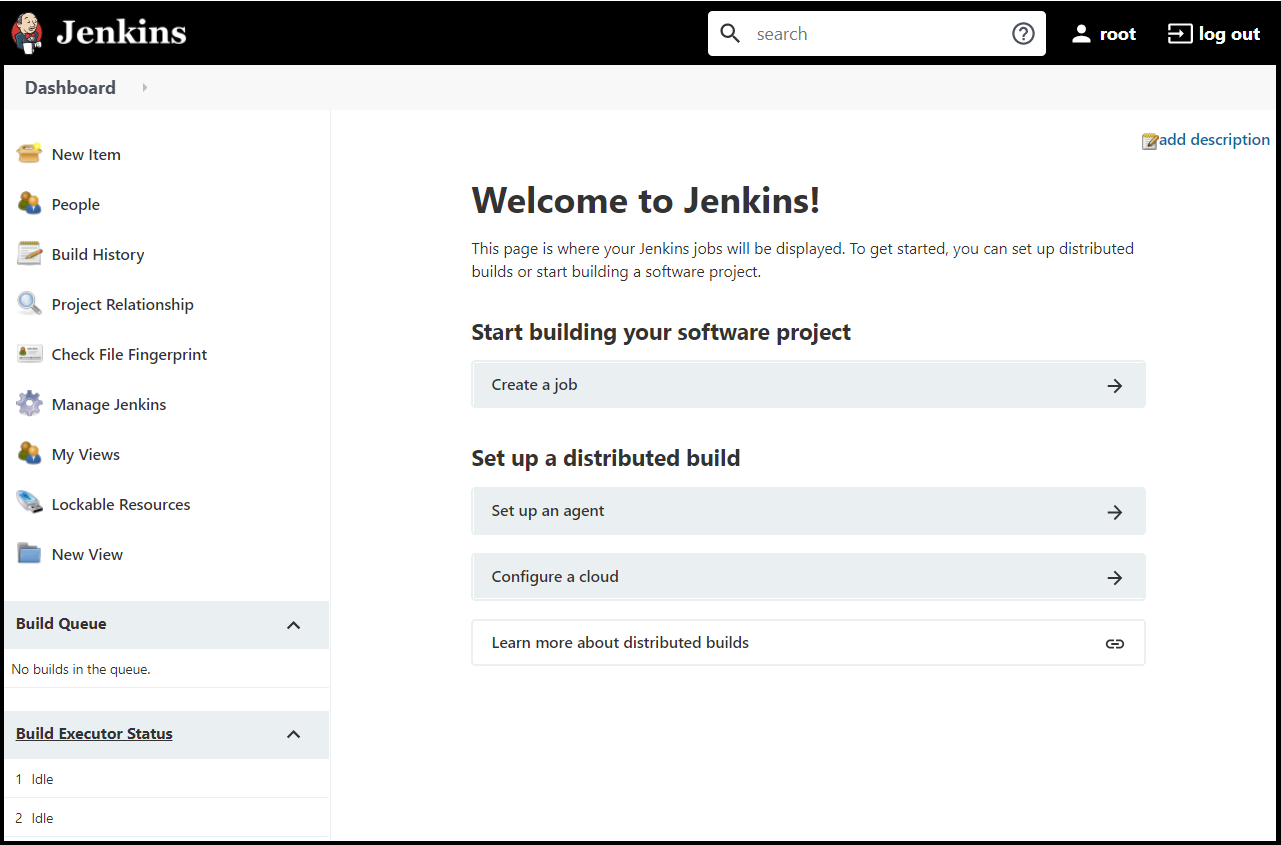 Jenkins
search
root
log out
Dashboard
New Item
People
Build History
Project Relationship
Check File Fingerprint
Manage Jenkins
My Views
Lockable Resources
New View
Build Queue
No builds in the queue.
Build Executor Status
1 Idle
2 Idle
add description
Welcome to Jenkins!
This page is where your Jenkins jobs will be displayed. To get started, you can set up distributed
builds or start building a software project.
Start building your software project
Create a job
Set up a distributed build
Set up an agent
Configure a cloud
Learn more about distributed builds